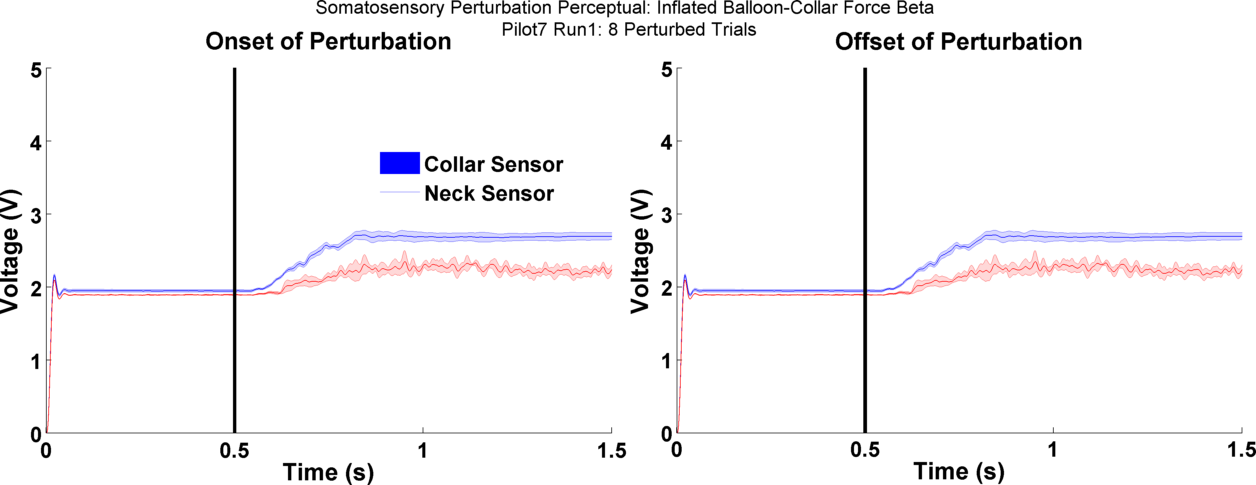 Somatosensory Perturbation Perceptual: Inflated Balloon-Collar Force Beta
Pilot7 Run1: 8 Perturbed Trials
Onset of Perturbation
5
4
3
2
1
0
Voltage (V)
Collar Sensor
Neck Sensor
0 0.5 1 1.5
Time (s)
Offset of Perturbation
5
4
3
2
1
0
Voltage (V)
0 0.5 1 1.5
Time (s)